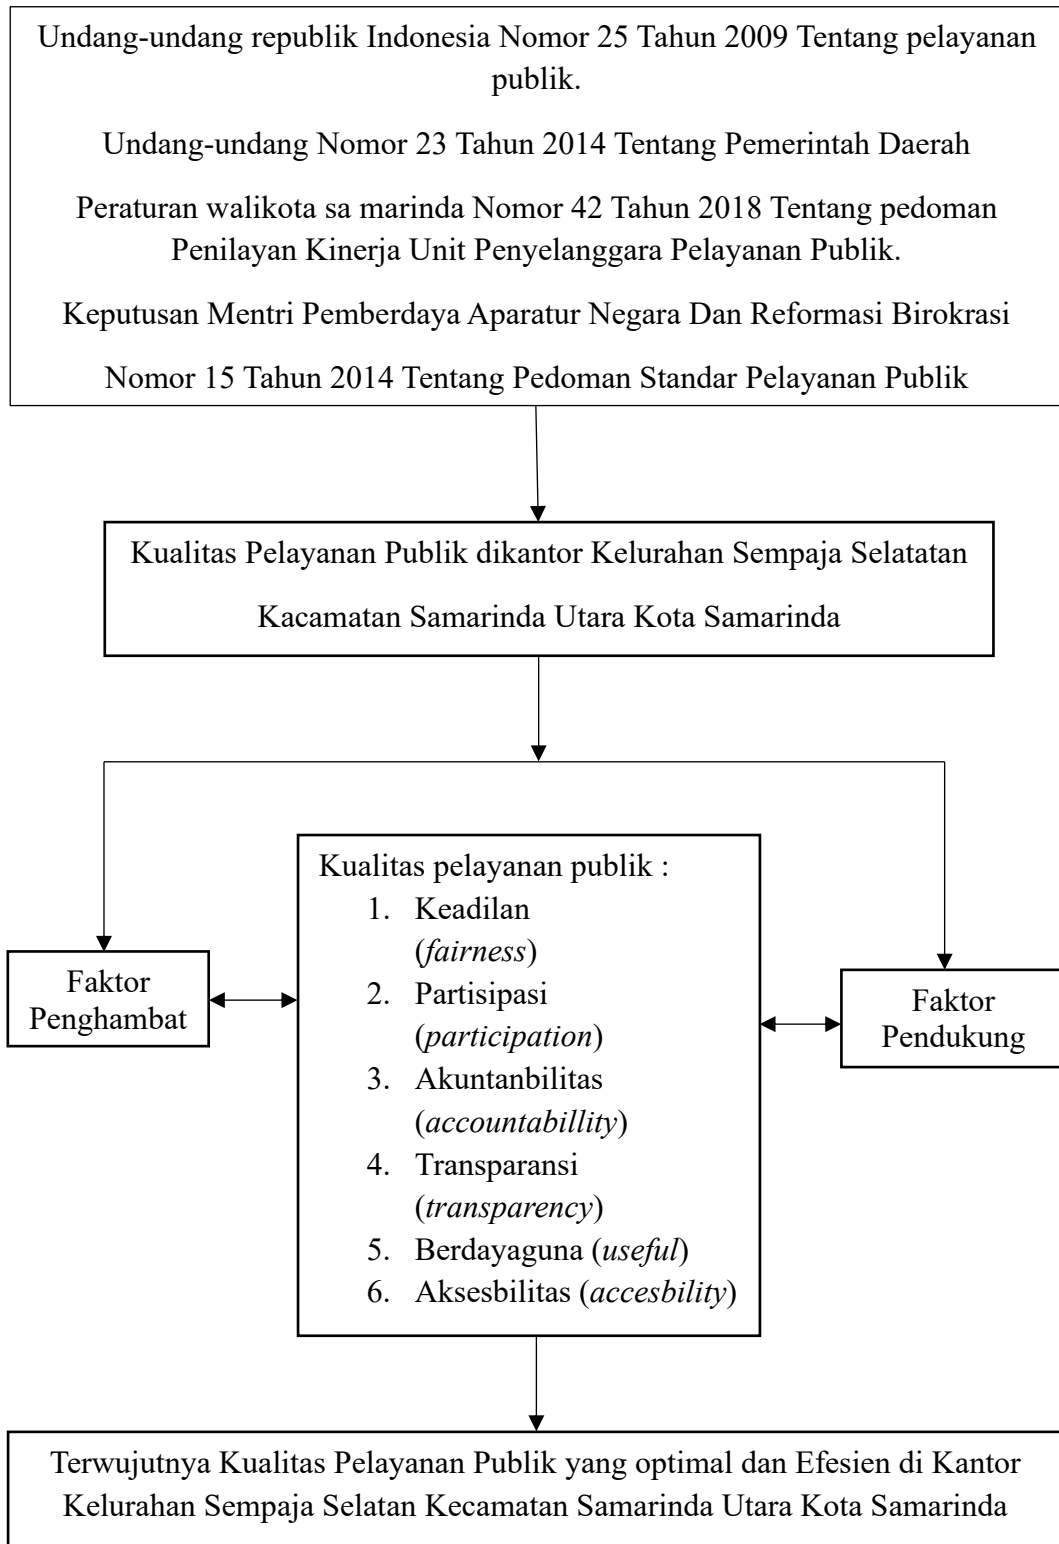 Undang-undang republik Indonesia Nomor 25 Tahun 2009 Tentang pelayanan
publik.
Undang-undang Nomor 23 Tahun 2014 Tentang Pemerintah Daerah
Peraturan walikota sa marinda Nomor 42 Tahun 2018 Tentang pedoman
Penilayan Kinerja Unit Penyelanggara Pelayanan Publik.
Keputusan Mentri Pemberdaya Aparatur Negara Dan Reformasi Birokrasi
Nomor 15 Tahun 2014 Tentang Pedoman Standar Pelayanan Publik
Kualitas Pelayanan Publik dikantor Kelurahan Sempaja Selatatan
Kacamatan Samarinda Utara Kota Samarinda
Faktor
Penghambat
Kualitas pelayanan publik :
1. Keadilan
(fairness)
2. Partisipasi
(participation)
3. Akuntanbilitas
(accountabillity)
4. Transparansi
(transparency)
5. Berdayaguna (useful)
6. Aksesbilitas (accesbility)
Faktor
Pendukung
Terwujutnya Kualitas Pelayanan Publik yang optimal dan Efesien di Kantor
Kelurahan Sempaja Selatan Kecamatan Samarinda Utara Kota Samarinda